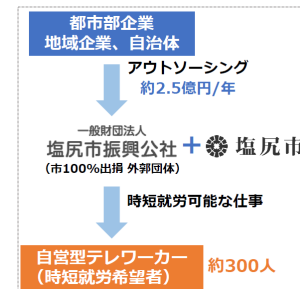 都市部企業
地域企業、自治体
アウトソーシング
約2.5億円/年
一般財団法人
塩尻市振興公社＋塩尻市
（市100%出捐 外郭団体）
時短就労可能な仕事
自営型テレワーカー
（時短就労希望者）
約300人